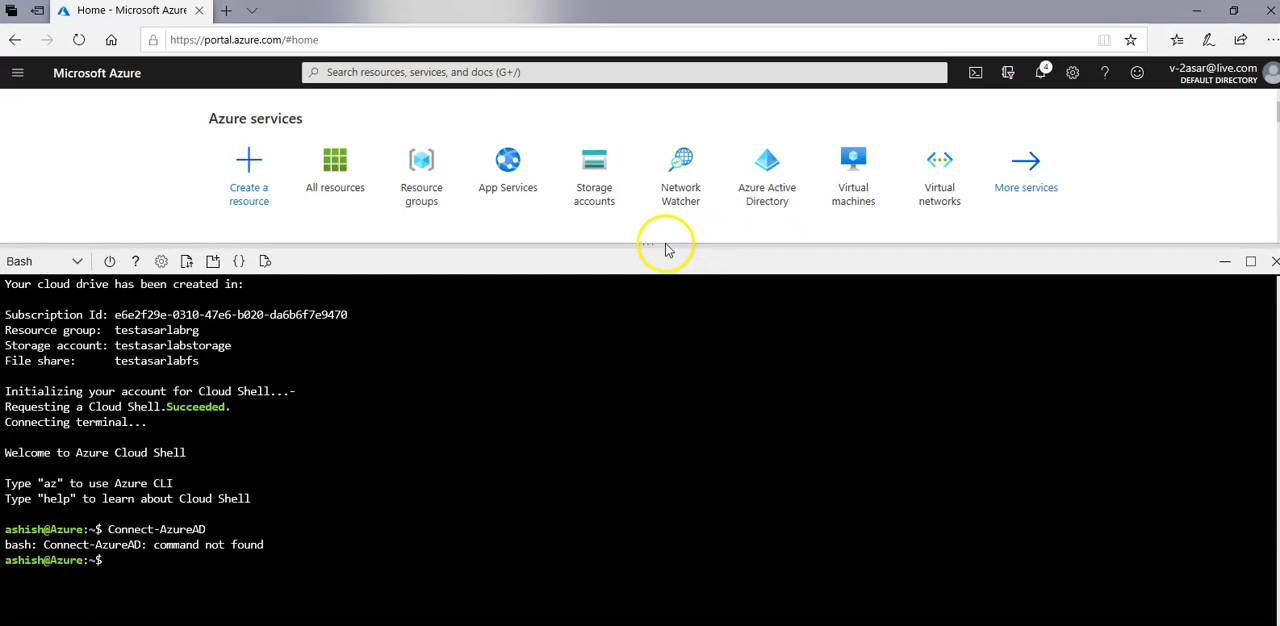 Home - Microsoft Azure
https://portal.azure.com/#home
Microsoft Azure
Search resources, services, and docs (G+/)
4
v-2asar@live.com
DEFAULT DIRECTORY
Azure services
Create a
resource
All resources
Resource
groups
App Services
Storage
accounts
Network
Watcher
Azure Active
Directory
Virtual
machines
Virtual
networks
More services
Bash
Your cloud drive has been created in:
Subscription Id: e6e2f29e-0310-47e6-b020-da6b6f7e9470
Resource group: testasarlabrg
Storage account: testasarlabstorage
File share: testasarlabfs
Initializing your account for Cloud Shell...-
Requesting a Cloud Shell.Succeeded.
Connecting terminal...
Welcome to Azure Cloud Shell
Type "az" to use Azure CLI
Type "help" to learn about Cloud Shell
ashish@Azure:~$ Connect-AzureAD
bash: Connect-AzureAD: command not found
ashish@Azure:~$